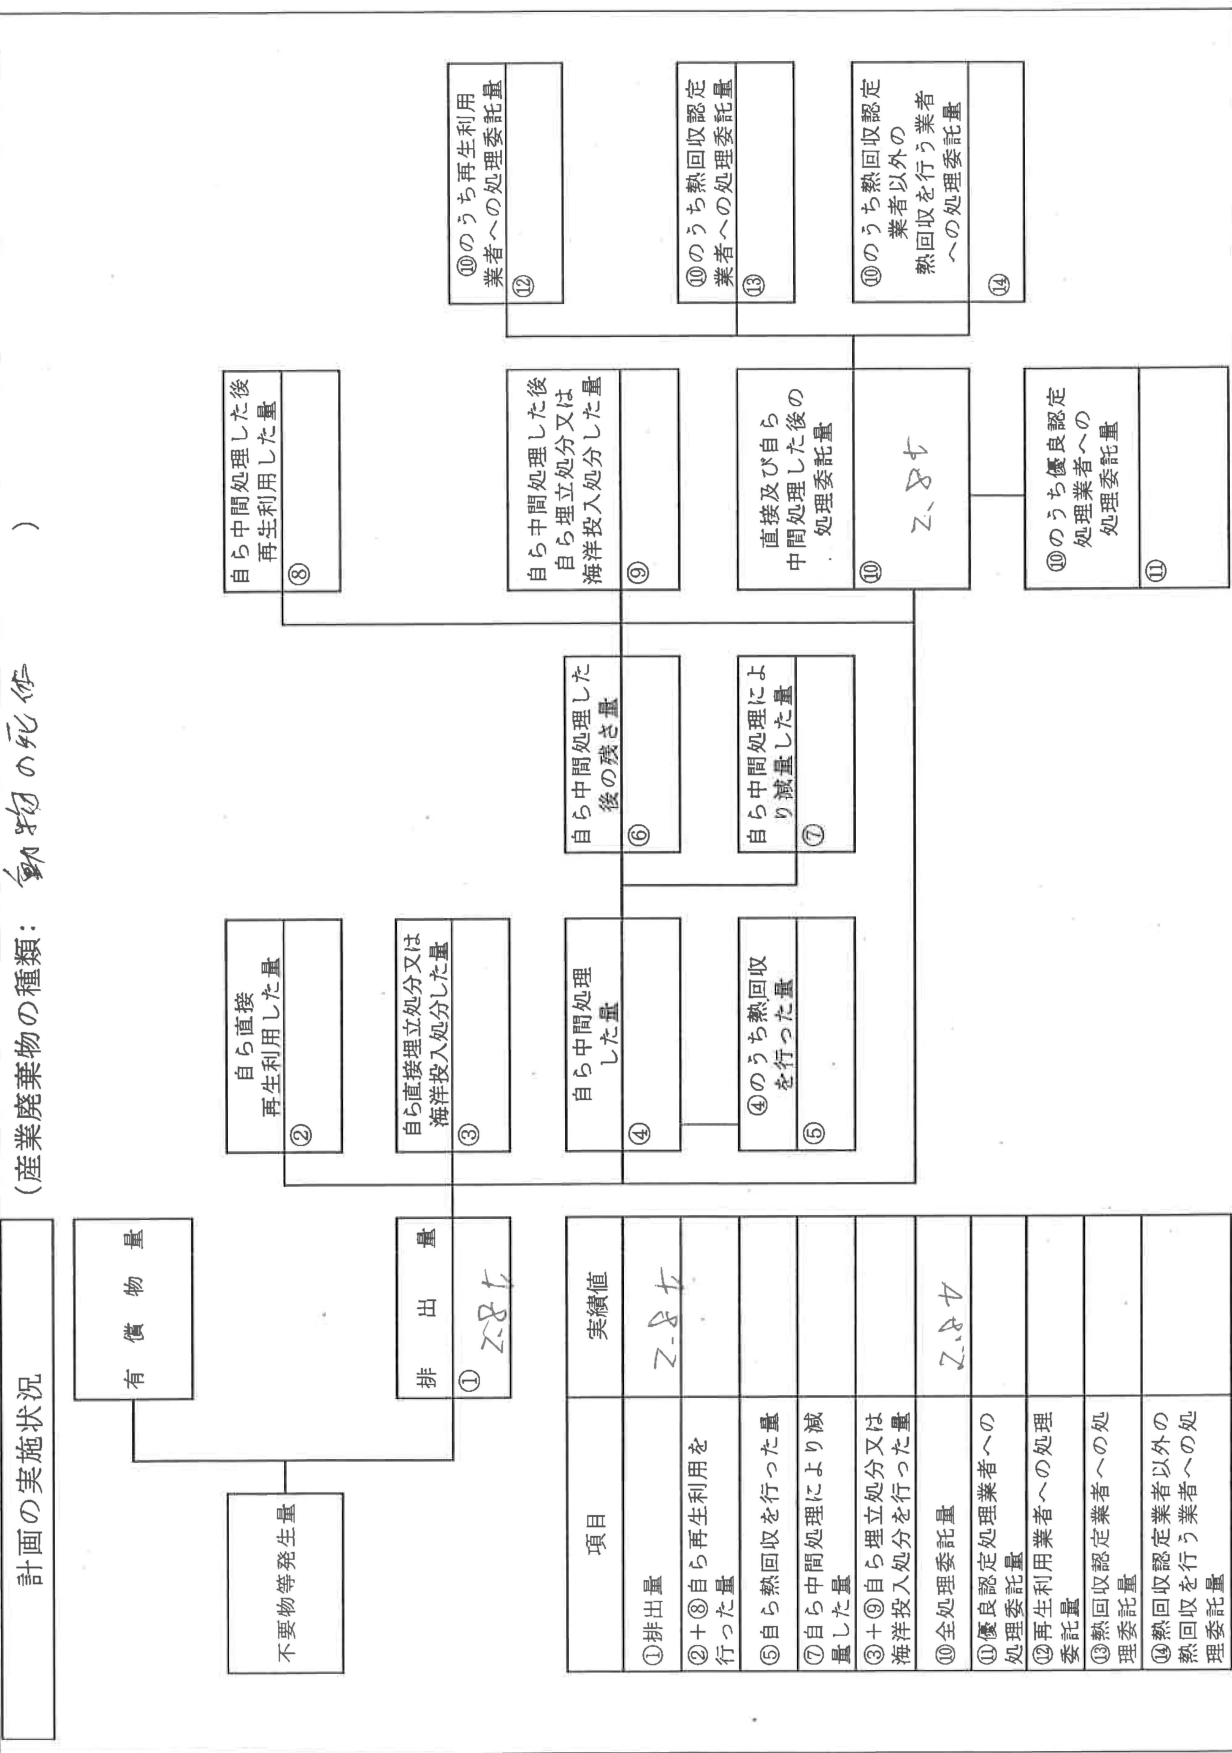 計画の実施状況
(産業廃棄物の種類: 動物の死体 )
有償物量
不要物等発生量
排出量
① 2.8t
自ら直接
再生利用した量
②
自ら直接埋立処分又は
海洋投入処分した量
③
自ら中間処理
した量
④
④のうち熱回収
を行った量
⑤
自ら中間処理した
後の残さ量
⑥
自ら中間処理によ
り減量した量
⑦
自ら中間処理した後
再生利用した量
⑧
自ら中間処理した後
自ら埋立処分又は
海洋投入処分した量
⑨
直接及び自ら
中間処理した後の
処理委託量
⑩
2.8t
⑩のうち優良認定
処理業者への
処理委託量
⑪
⑩のうち再生利用
業者への処理委託量
⑫
⑩のうち熱回収認定
業者への処理委託量
⑬
⑩のうち熱回収認定
業者以外の
熱回収を行う業者
への処理委託量
⑭
項目 実績値
①排出量 2.8t
②+⑧自ら再生利用を
行った量
⑤自ら熱回収を行った量
⑦自ら中間処理により減
量した量
③+⑨自ら埋立処分又は
海洋投入処分を行った量
⑩全処理委託量 2.8t
⑪優良認定処理業者への
処理委託量
⑫再生利用業者への処理
委託量
⑬熱回収認定業者への処
理委託量
⑭熱回収認定業者以外の
熱回収を行う業者への処
理委託量